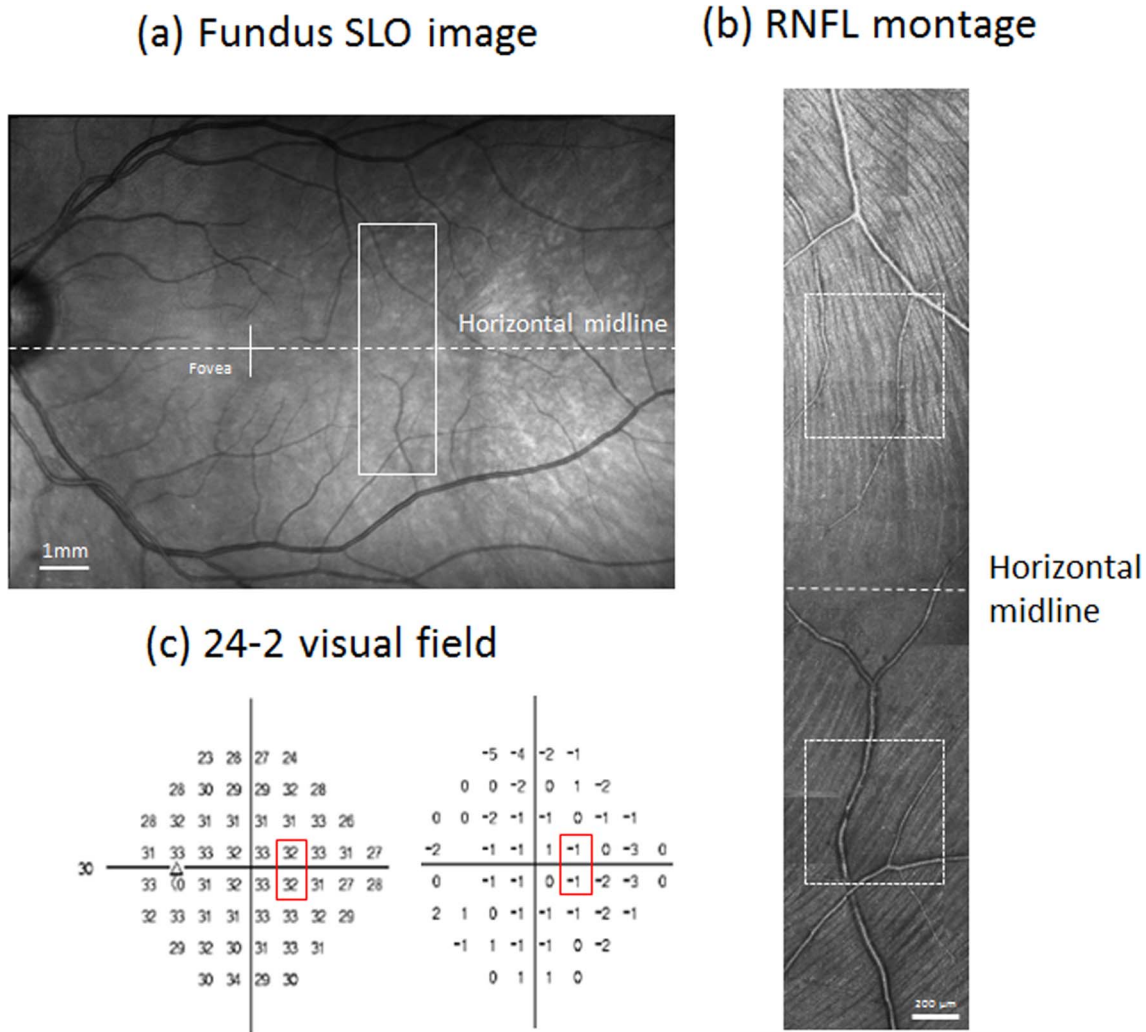 (a) Fundus SLO image
(b) RNFL montage
Horizontal midline
Fovea
1mm
Horizontal
midline
200 µm
(c) 24-2 visual field
23 28 27 24
28 30 29 29 32 28
28 32 31 31 31 31 33 26
31 33 33 32 33 32 33 31 27
30
33 31 32 33 32 31 27 28
32 33 31 31 33 33 32 29
29 32 30 31 33 31
30 34 29 30
-5 -4 -2 -1
0 0 -2 0 1 -2
0 0 -2 -1 -1 0 -1 -1
-2 -1 -1 1 -1 0 -3 0
0 -1 -1 0 -1 -2 -3 0
2 1 0 -1 -1 -1 -2 -1
-1 1 -1 -1 0 -2
0 1 1 0